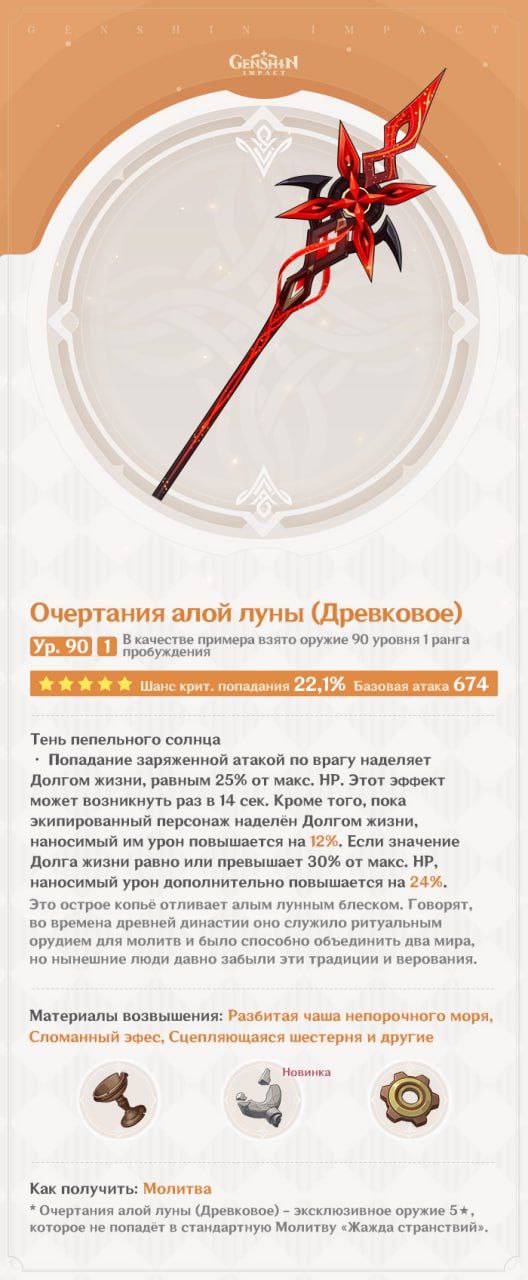 GENSHIN IMPACT
GENSHIN
IMPACT
Очертания алой луны (Древковое)
Ур. 90 1 В качестве примера взято оружие 90 уровня 1 ранга
пробуждения
Шанс крит. попадания 22,1% Базовая атака 674
Тень пепельного солнца
· Попадание заряженной атакой по врагу наделяет
Долгом жизни, равным 25% от макс. HP. Этот эффект
может возникнуть раз в 14 сек. Кроме того, пока
экипированный персонаж наделён Долгом жизни,
наносимый им урон повышается на 12%. Если значение
Долга жизни равно или превышает 30% от макс. HP,
наносимый урон дополнительно повышается на 24%.
Это острое копьё отливает алым лунным блеском. Говорят,
во времена древней династии оно служило ритуальным
орудием для молитв и было способно объединить два мира,
но нынешние люди давно забыли эти традиции и верования.
Материалы возвышения: Разбитая чаша непорочного моря,
Сломанный эфес, Сцепляющаяся шестерня и другие
Новинка
Как получить: Молитва
* Очертания алой луны (Древковое) – эксклюзивное оружие 5★,
которое не попадёт в стандартную Молитву «Жажда странствий».